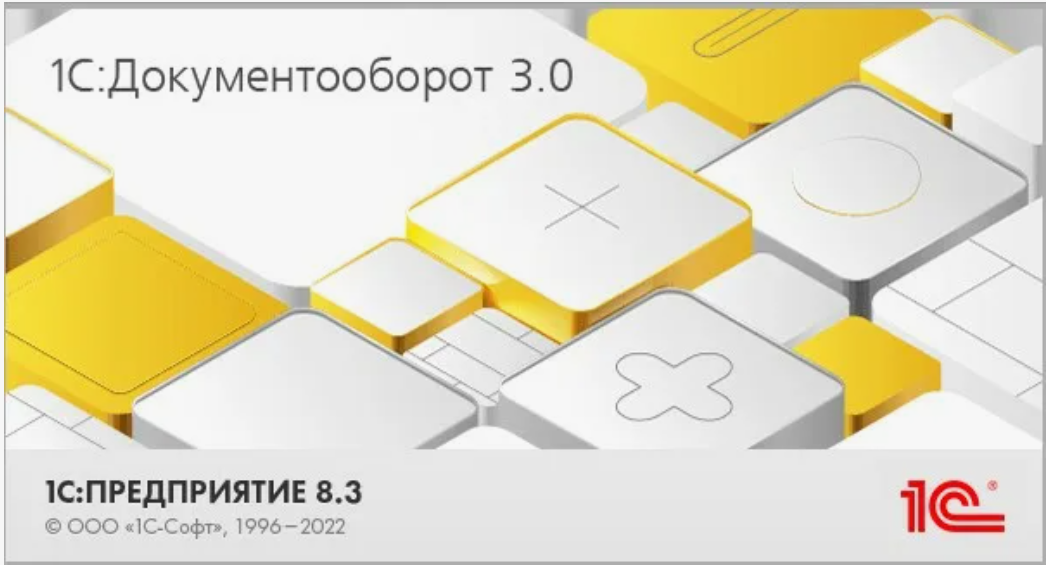 1С:Документооборот 3.0
1С:ПРЕДПРИЯТИЕ 8.3
© ООО «1С-Софт», 1996–2022
1С®